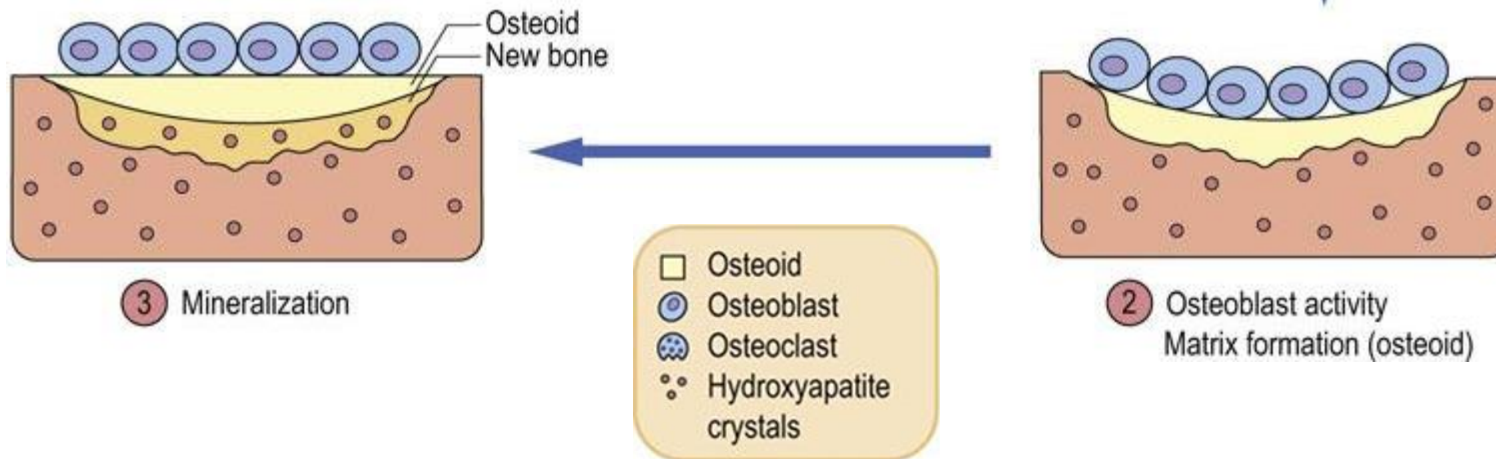 Osteoid
New bone
3 Mineralization
Osteoid
Osteoblast
Osteoclast
Hydroxyapatite
crystals
2 Osteoblast activity
Matrix formation (osteoid)